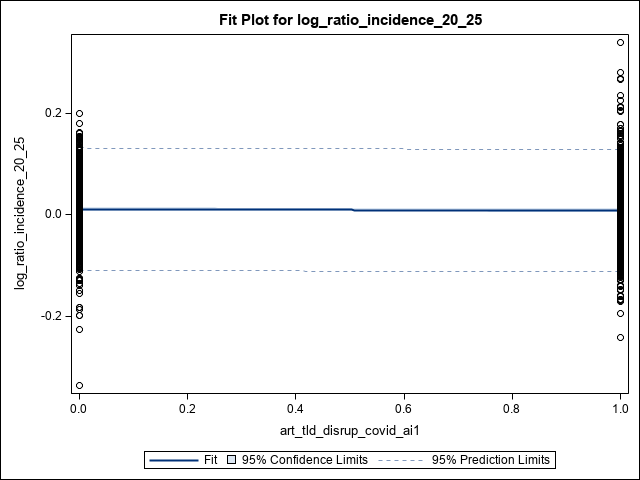 Fit Plot for log_ratio_incidence_20_25
log_ratio_incidence_20_25
0.2
0.0
-0.2
0.0 0.2 0.4 0.6 0.8 1.0
art_tld_disrup_covid_ai1
Fit 95% Confidence Limits 95% Prediction Limits